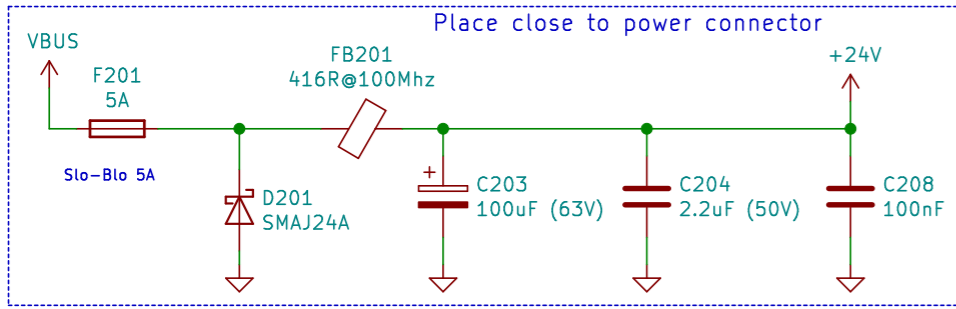 Place close to power connector
VBUS
F201
5A
Slo-Blo 5A
D201
SMAJ24A
FB201
416R@100Mhz
+
C203
100uF (63V)
C204
2.2uF (50V)
+24V
C208
100nF